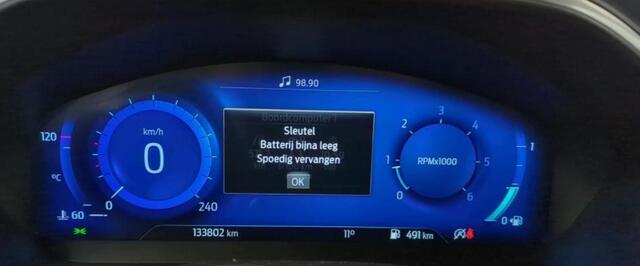 98.90
Boordcomputer 1
Sleutel
Batterij bijna leeg
Spoedig vervangen
OK
120
°C
60
km/h
0
0
240
0
1
2
3
4
5
6
RPMx1000
1
0
133802 km
11°
491 km